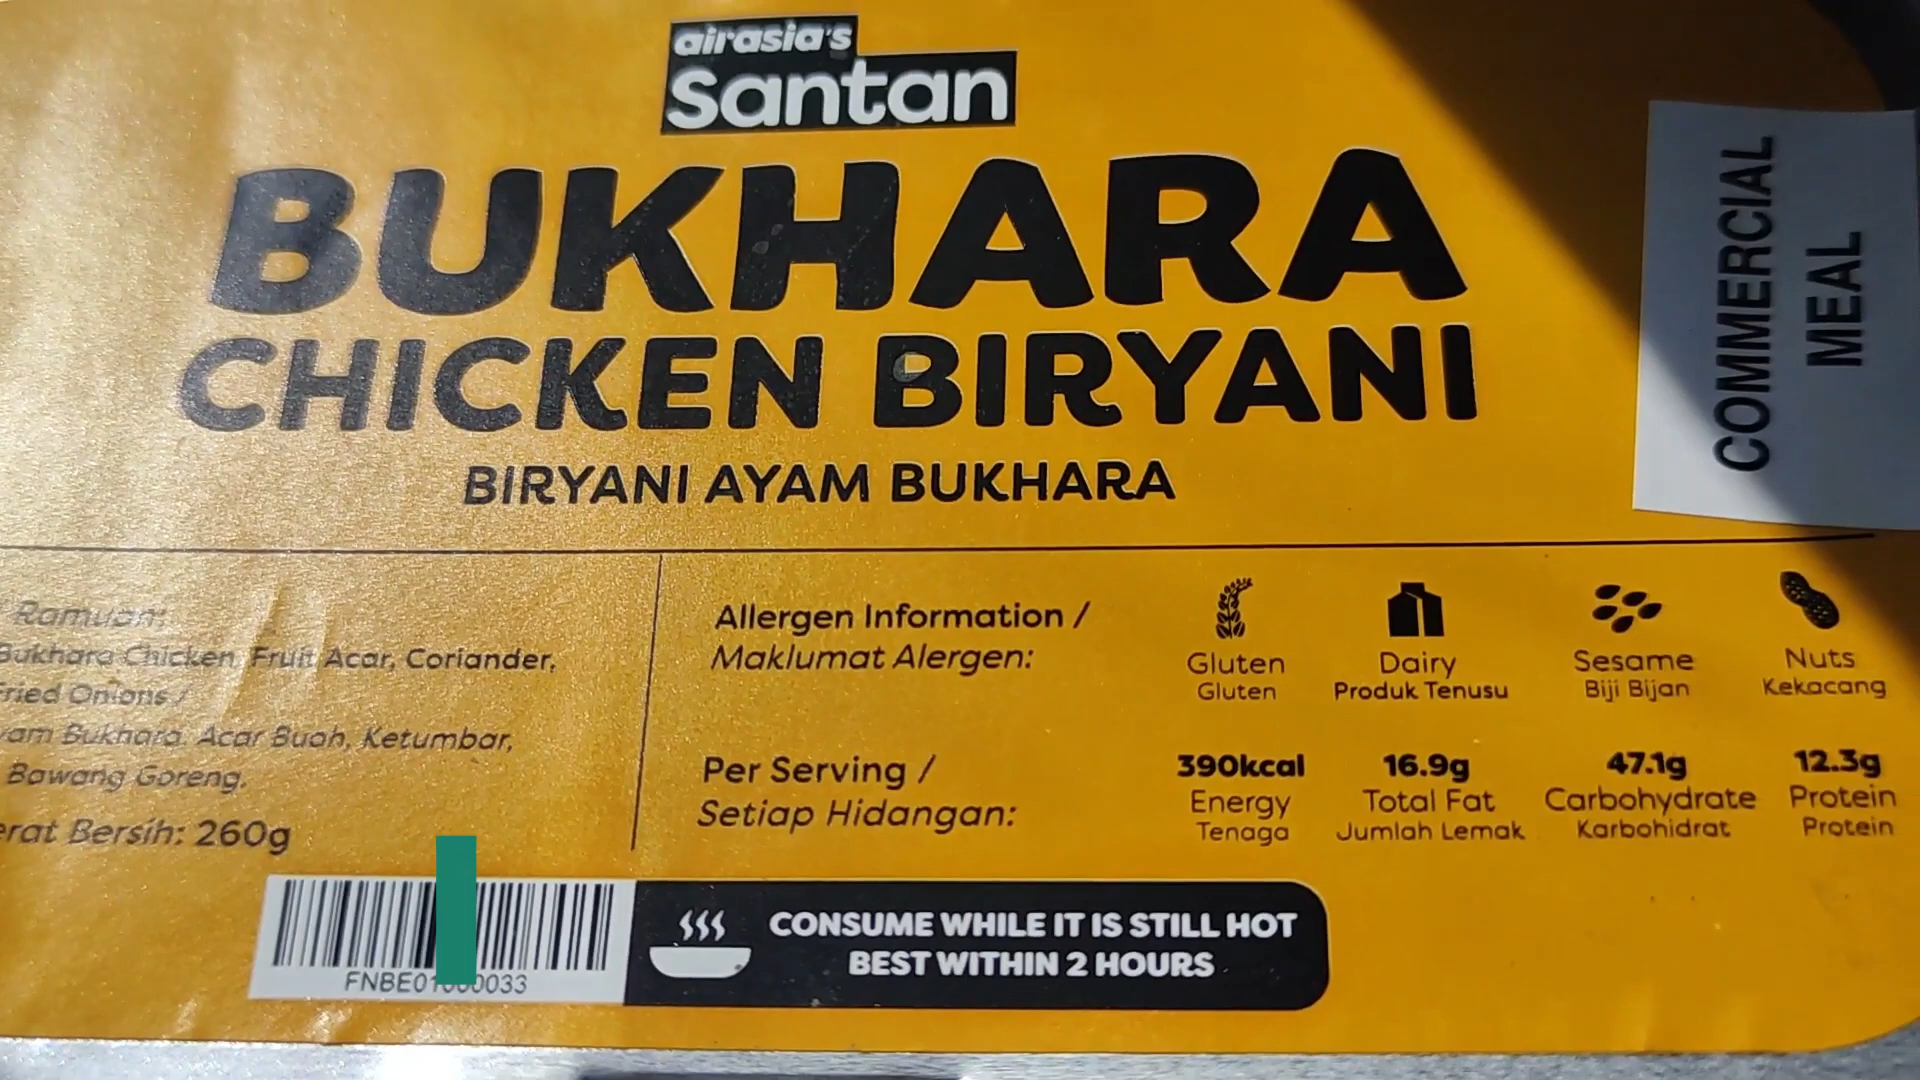 airasia's
Santan
BUKHARA
CHICKEN BIRYANI
BIRYANI AYAM BUKHARA
COMMERCIAL
MEAL
Ramuan:
Bukhara Chicken, Fruit Acar, Coriander,
Fried Onions /
Bukhara, Acar Buah, Ketumbar,
Bawang Goreng.
Bersih: 260g
Allergen Information /
Maklumat Alergen:
Gluten
Gluten
Dairy
Produk Tenusu
Sesame
Biji Bijan
Nuts
Kekacang
Per Serving /
Setiap Hidangan:
390kcal
Energy
Tenaga
16.9g
Total Fat
Jumlah Lemak
47.1g
Carbohydrate
Karbohidrat
12.3g
Protein
Protein
CONSUME WHILE IT IS STILL HOT
BEST WITHIN 2 HOURS